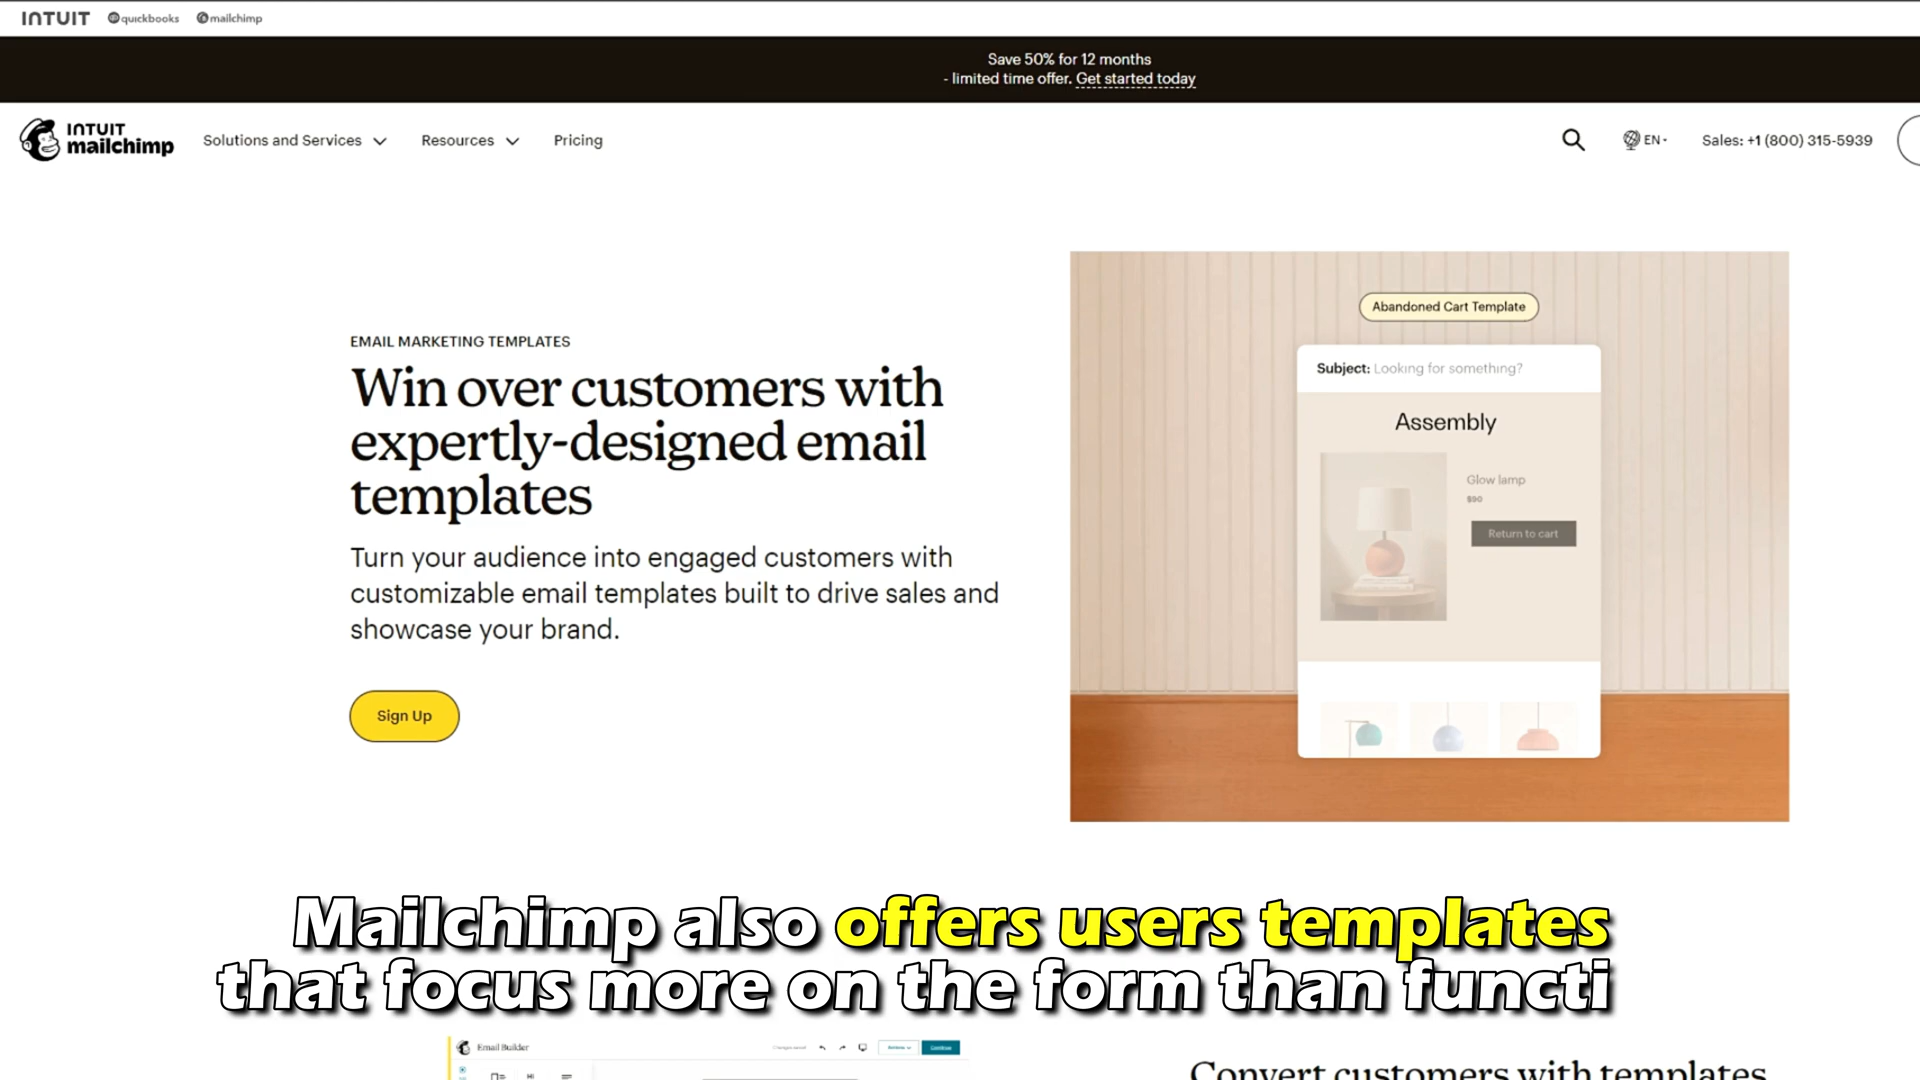 INTUIT quickbooks mailchimp
Save 50% for 12 months
- limited time offer. Get started today
INTUIT
mailchimp
Solutions and Services
Resources
Pricing
EN
Sales: +1 (800) 315-5939
EMAIL MARKETING TEMPLATES
Win over customers with
expertly-designed email
templates
Turn your audience into engaged customers with
customizable email templates built to drive sales and
showcase your brand.
Sign Up
Abandoned Cart Template
Subject: Looking for something?
Assembly
Glow lamp
$90
Return to cart
Mailchimp also offers users templates
that focus more on the form than functi
Email Builder
Continue
Convert customers with templates